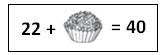 22 + = 40